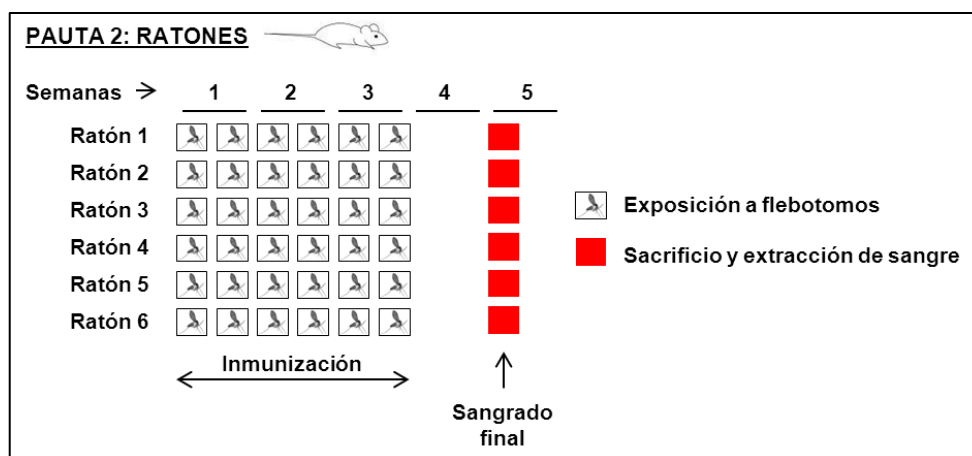 PAUTA 2: RATONES
Semanas → 1 2 3 4 5
Ratón 1
Ratón 2
Ratón 3
Ratón 4
Ratón 5
Ratón 6
Exposición a flebotomos
Sacrificio y extracción de sangre
Inmunización
Sangrado
final